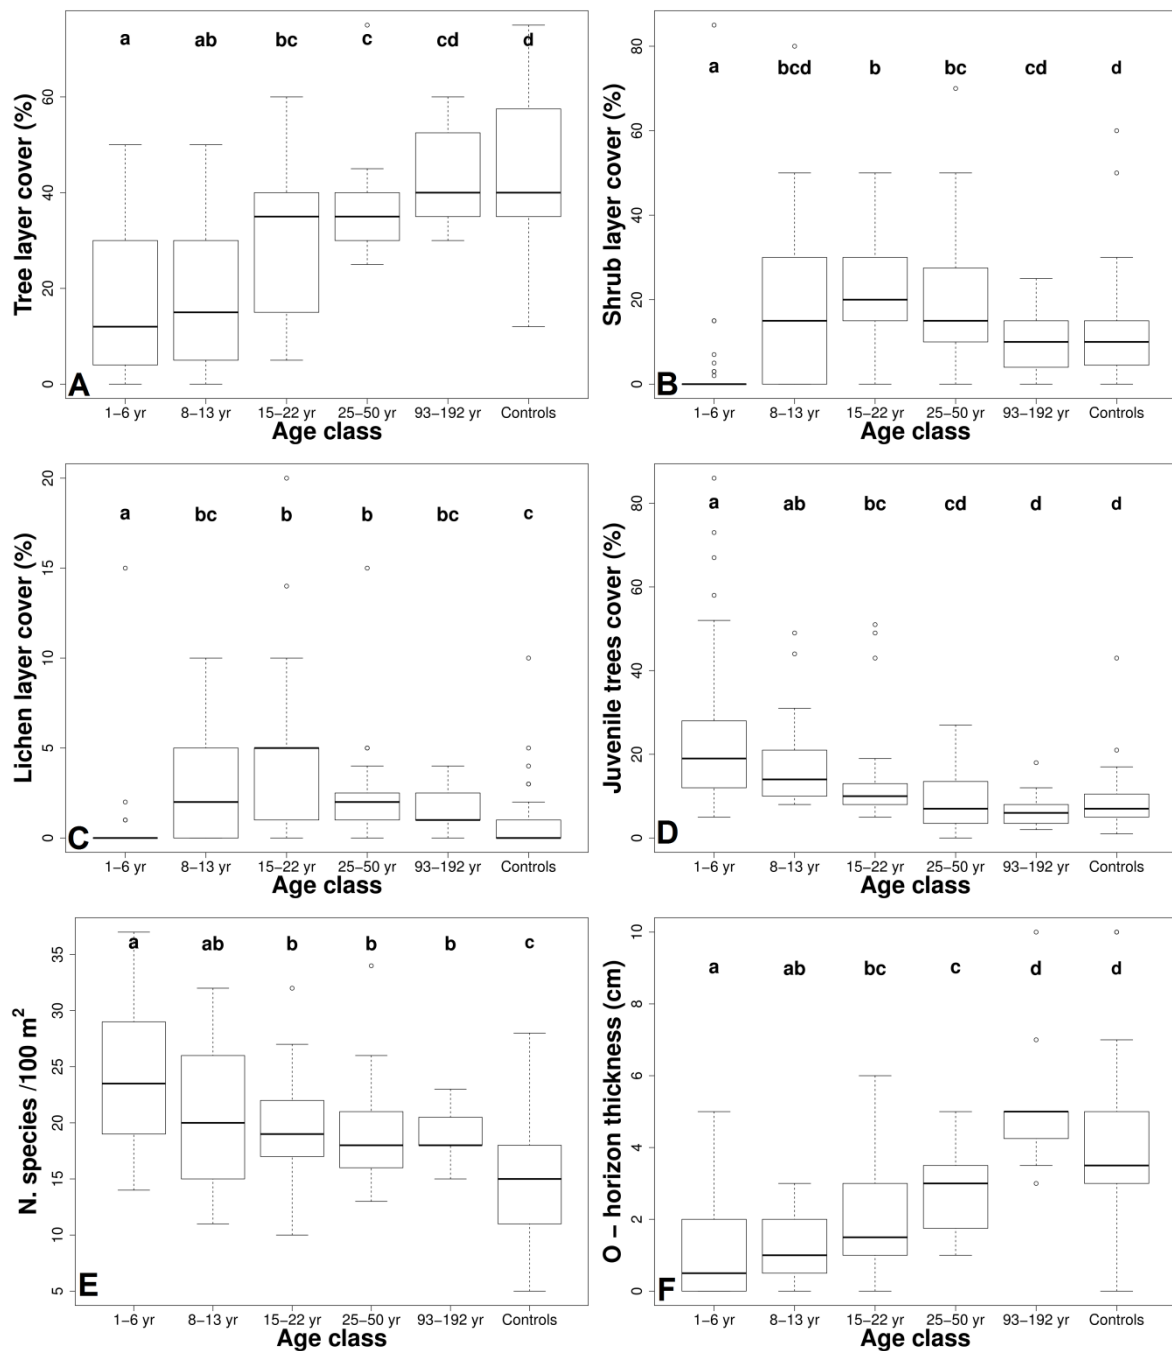 Tree layer cover (%)
0 20 40 60
a ab bc c cd d
A
1–6 yr 8–13 yr 15–22 yr 25–50 yr 93–192 yr Controls
Age class
Shrub layer cover (%)
0 20 40 60 80
a bcd b bc cd d
B
1–6 yr 8–13 yr 15–22 yr 25–50 yr 93–192 yr Controls
Age class
Lichen layer cover (%)
0 5 10 15 20
a bc b b bc c
C
1–6 yr 8–13 yr 15–22 yr 25–50 yr 93–192 yr Controls
Age class
Juvenile trees cover (%)
0 20 40 60 80
a ab bc cd d d
D
1–6 yr 8–13 yr 15–22 yr 25–50 yr 93–192 yr Controls
Age class
N. species /100 m²
5 10 15 20 25 30 35
a ab b b b c
E
1–6 yr 8–13 yr 15–22 yr 25–50 yr 93–192 yr Controls
Age class
O – horizon thickness (cm)
0 2 4 6 8 10
a ab bc c d d
F
1–6 yr 8–13 yr 15–22 yr 25–50 yr 93–192 yr Controls
Age class